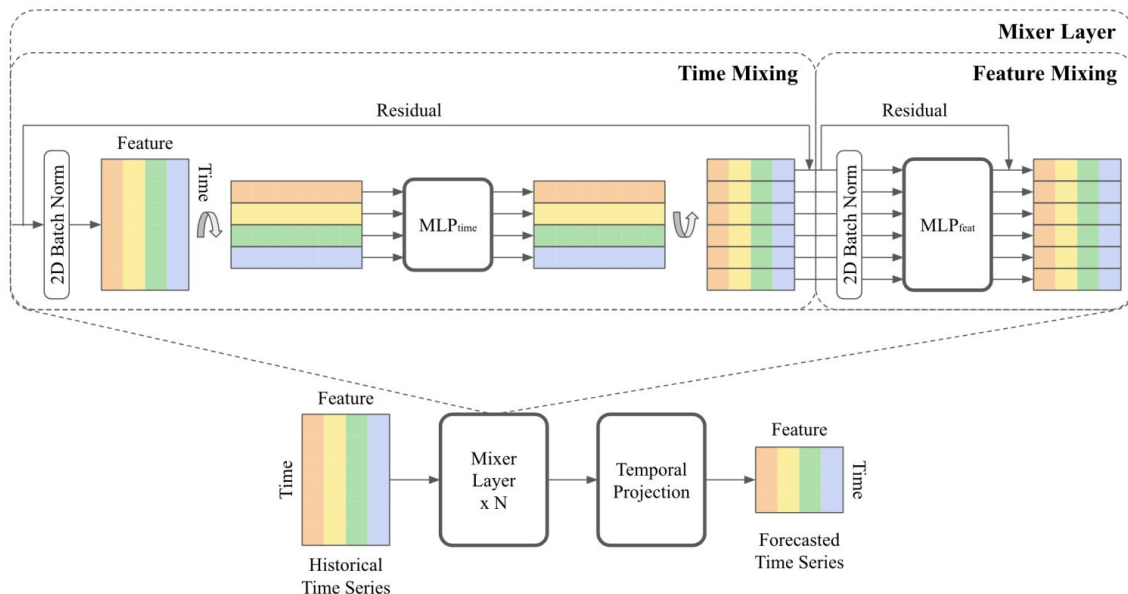 Mixer Layer
Time Mixing
Feature Mixing
Residual
Residual
Feature
Time
2D Batch Norm
MLPtime
2D Batch Norm
MLPfeat
Feature
Time
Mixer
Layer
x N
Temporal
Projection
Feature
Time
Historical
Time Series
Forecasted
Time Series